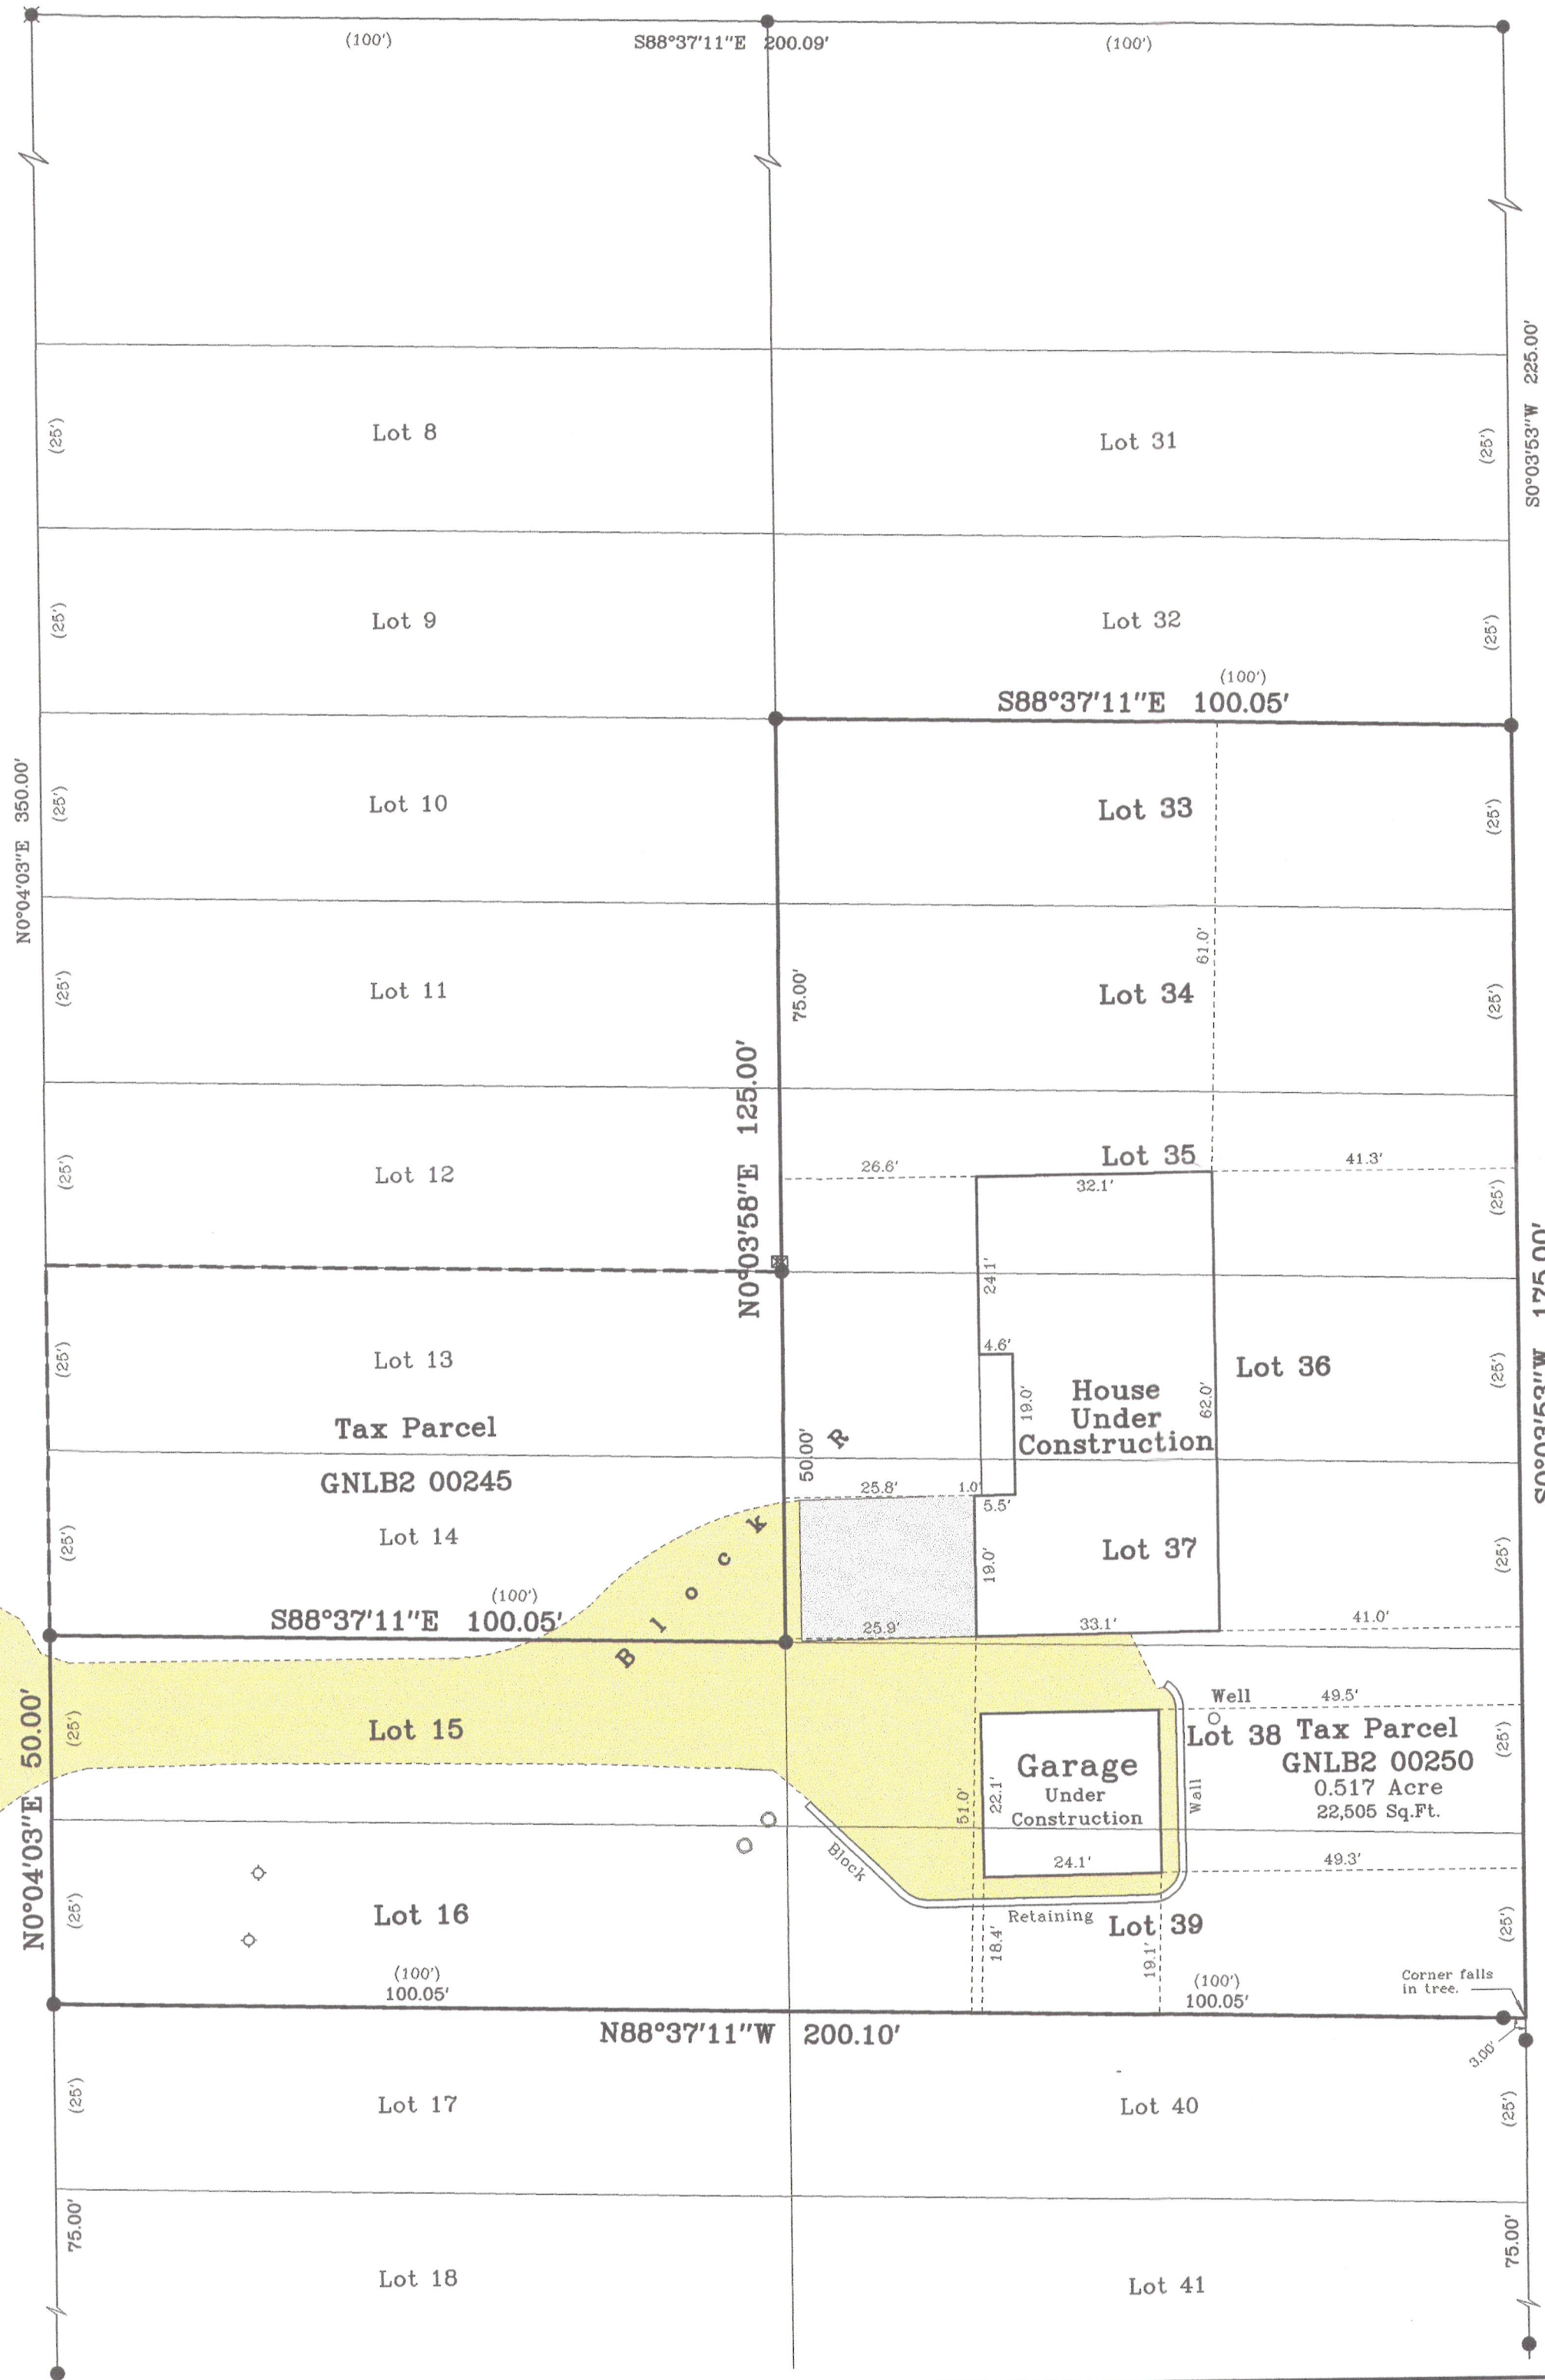 (100')
S88°37'11"E 200.09'
(100')
S0°03'53"W 225.00'
Lot 8
(25')
Lot 31
(25')
Lot 9
(25')
Lot 32
(25')
(100')
S88°37'11"E 100.05'
N0°04'03"E 350.00'
Lot 10
(25')
Lot 33
(25')
61.0'
Lot 11
(25')
75.00'
Lot 34
(25')
N0°03'58"E 125.00'
Lot 12
(25')
26.6'
Lot 35
32.1'
41.3'
(25')
S0°03'53"W 175.00'
24.1'
Lot 13
(25')
4.6'
19.0'
House
Under
Construction
62.0'
Lot 36
(25')
Tax Parcel
GNLB2 00245
50.00'
Lot 14
(25')
Block R
25.8'
1.0'
5.5'
19.0'
Lot 37
(25')
(100')
S88°37'11"E 100.05'
25.9'
33.1'
41.0'
N0°04'03"E 50.00'
Lot 15
(25')
Well
49.5'
Lot 38
Tax Parcel
GNLB2 00250
0.517 Acre
22,505 Sq.Ft.
(25')
Garage
Under
Construction
51.0'
22.1'
24.1'
Wall
49.3'
Block
Retaining
Lot 16
(25')
18.4'
19.1'
Lot 39
(25')
(100')
100.05'
(100')
100.05'
Corner falls
in tree.
N88°37'11"W 200.10'
3.00'
Lot 17
(25')
Lot 40
(25')
75.00'
Lot 18
Lot 41
75.00'